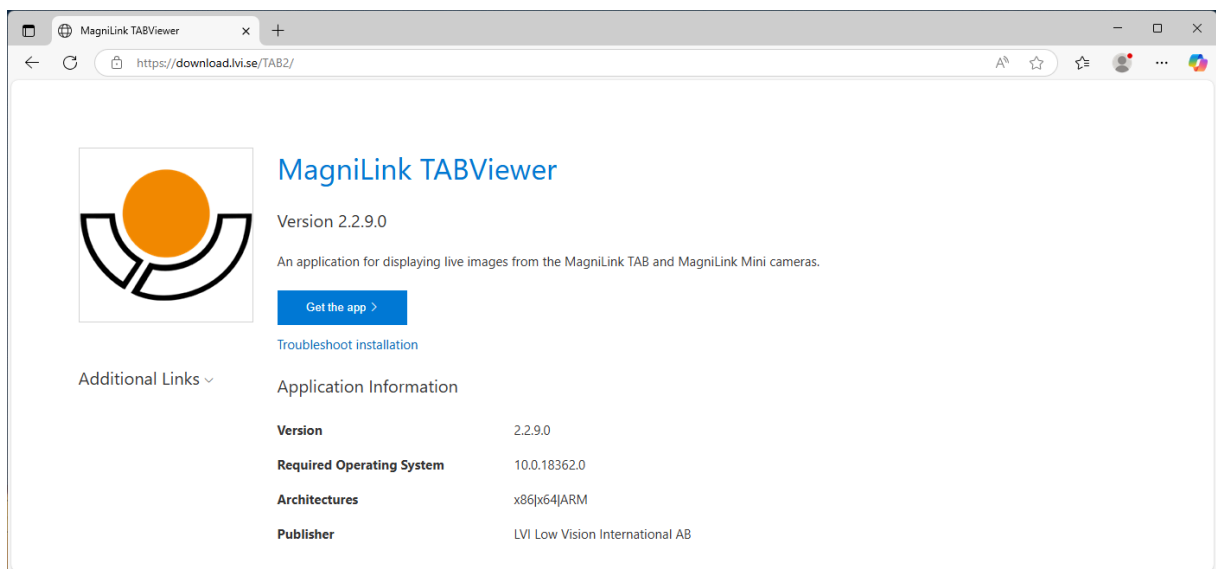 MagniLink TABViewer
https://download.lvi.se/TAB2/
MagniLink TABViewer
Version 2.2.9.0
An application for displaying live images from the MagniLink TAB and MagniLink Mini cameras.
Get the app >
Troubleshoot installation
Additional Links
Application Information
Version 2.2.9.0
Required Operating System 10.0.18362.0
Architectures x86|x64|ARM
Publisher LVI Low Vision International AB